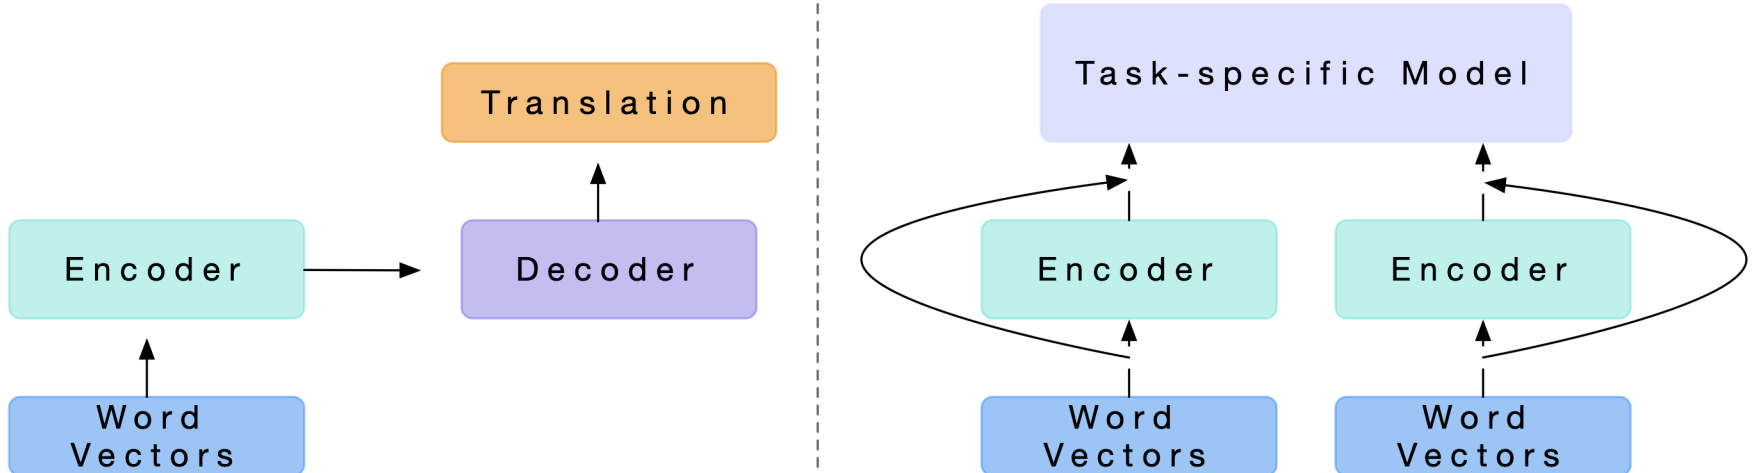 Translation
Encoder
Decoder
Word
Vectors
Task-specific Model
Encoder
Encoder
Word
Vectors
Word
Vectors